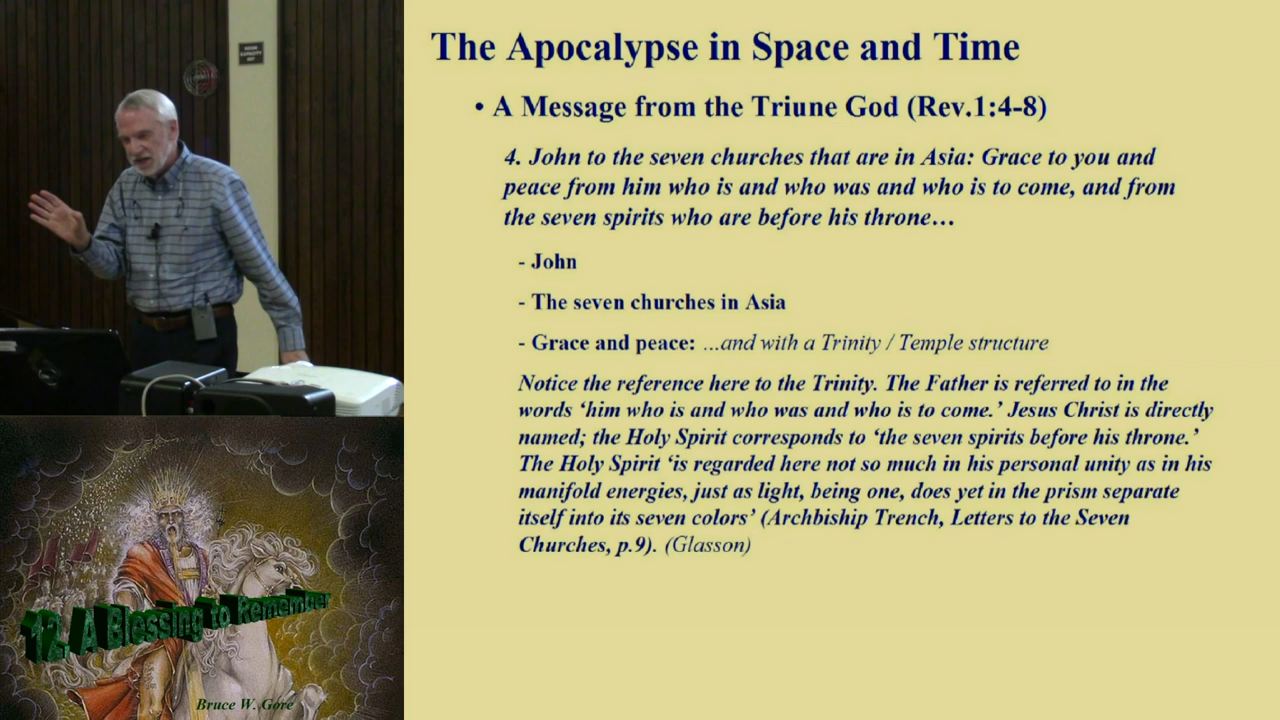 The Apocalypse in Space and Time
• A Message from the Triune God (Rev.1:4-8)
4. John to the seven churches that are in Asia: Grace to you and
peace from him who is and who was and who is to come, and from
the seven spirits who are before his throne…
- John
- The seven churches in Asia
- Grace and peace: …and with a Trinity / Temple structure
Notice the reference here to the Trinity. The Father is referred to in the
words ‘him who is and who was and who is to come.’ Jesus Christ is directly
named; the Holy Spirit corresponds to ‘the seven spirits before his throne.’
The Holy Spirit ‘is regarded here not so much in his personal unity as in his
manifold energies, just as light, being one, does yet in the prism separate
itself into its seven colors’ (Archbiship Trench, Letters to the Seven
Churches, p.9). (Glasson)
12. A Blessing to Remember
Bruce W. Gore